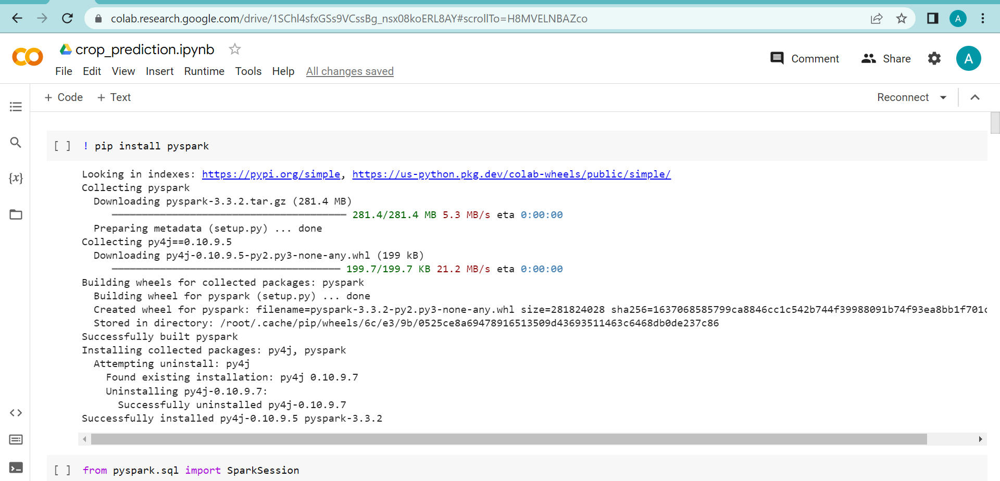 colab.research.google.com/drive/1SChl4sfxGSs9VCssBg_nsx08koERL8AY#scrollTo=H8MVELNBAZco
A
CO
crop_prediction.ipynb
Comment
Share
A
File Edit View Insert Runtime Tools Help All changes saved
+ Code + Text
Reconnect
{x}
[ ] ! pip install pyspark
Looking in indexes: https://pypi.org/simple, https://us-python.pkg.dev/colab-wheels/public/simple/
Collecting pyspark
Downloading pyspark-3.3.2.tar.gz (281.4 MB)
281.4/281.4 MB 5.3 MB/s eta 0:00:00
Preparing metadata (setup.py) ... done
Collecting py4j==0.10.9.5
Downloading py4j-0.10.9.5-py2.py3-none-any.whl (199 kB)
199.7/199.7 KB 21.2 MB/s eta 0:00:00
Building wheels for collected packages: pyspark
Building wheel for pyspark (setup.py) ... done
Created wheel for pyspark: filename=pyspark-3.3.2-py2.py3-none-any.whl size=281824028 sha256=1637068585799ca8846cc1c542b744f39988091b74f93ea8bb1f701c
Stored in directory: /root/.cache/pip/wheels/6c/e3/9b/0525ce8a69478916513509d43693511463c6468db0de237c86
Successfully built pyspark
Installing collected packages: py4j, pyspark
Attempting uninstall: py4j
Found existing installation: py4j 0.10.9.7
Uninstalling py4j-0.10.9.7:
Successfully uninstalled py4j-0.10.9.7
Successfully installed py4j-0.10.9.5 pyspark-3.3.2
[ ] from pyspark.sql import SparkSession